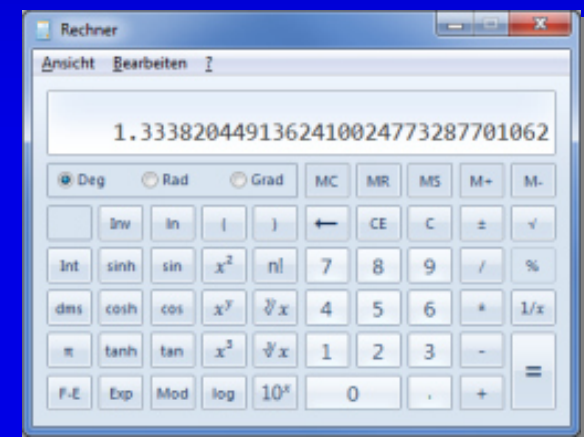 Rechner
Ansicht Bearbeiten ?
1.3338204491362410024773287701062
Deg Rad Grad MC MR MS M+ M-
Inv ln ( ) ← CE C ± √
Int sinh sin x² n! 7 8 9 / %
dms cosh cos xʸ ʸ√x 4 5 6 * 1/x
π tanh tan x³ ³√x 1 2 3 - =
F-E Exp Mod log 10ˣ 0 , +